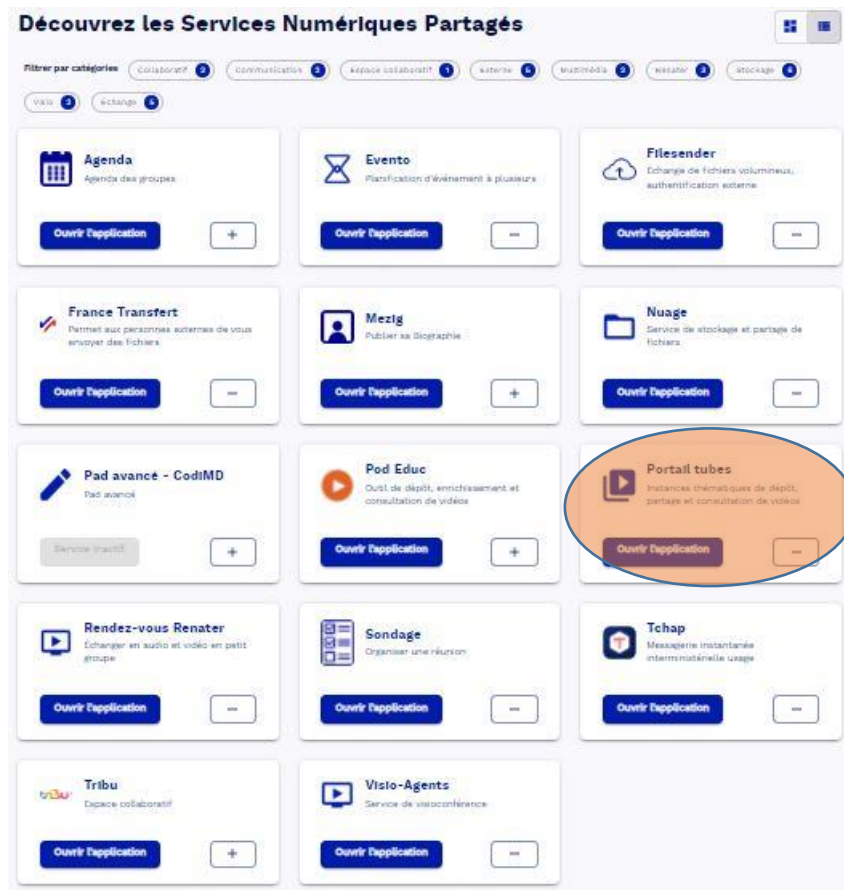 Découvrez les Services Numériques Partagés
Filtrer par catégories Collaboratif 2 Communication 2 Espace collaboratif 1 Externe 5 Multimédia 2 Renater 3 Stockage
Visio 3 Echange 5
Agenda
Agenda des groupes
Ouvrir l'application +
Evento
Planification d'événement à plusieurs
Ouvrir l'application -
Filesender
Echange de fichiers volumineux,
authentification externe
Ouvrir l'application -
France Transfert
Permet aux personnes externes de vous
envoyer des fichiers
Ouvrir l'application -
Mezig
Publier sa Biographie
Ouvrir l'application +
Nuage
Service de stockage et partage de
fichiers
Ouvrir l'application -
Pad avancé - CodiMD
Pad avancé
Service inactif +
Pod Educ
Outil de dépôt, enrichissement et
consultation de vidéos
Ouvrir l'application +
Portail tubes
Instances thématiques de dépôt,
partage et consultation de vidéos
Ouvrir l'application -
Rendez-vous Renater
Echanger en audio et vidéo en petit
groupe
Ouvrir l'application -
Sondage
Organiser une réunion
Ouvrir l'application -
Tchap
Messagerie instantanée
interministérielle usage
Ouvrir l'application -
tribu
Tribu
Espace collaboratif
Ouvrir l'application +
Visio-Agents
Service de visioconférence
Ouvrir l'application -